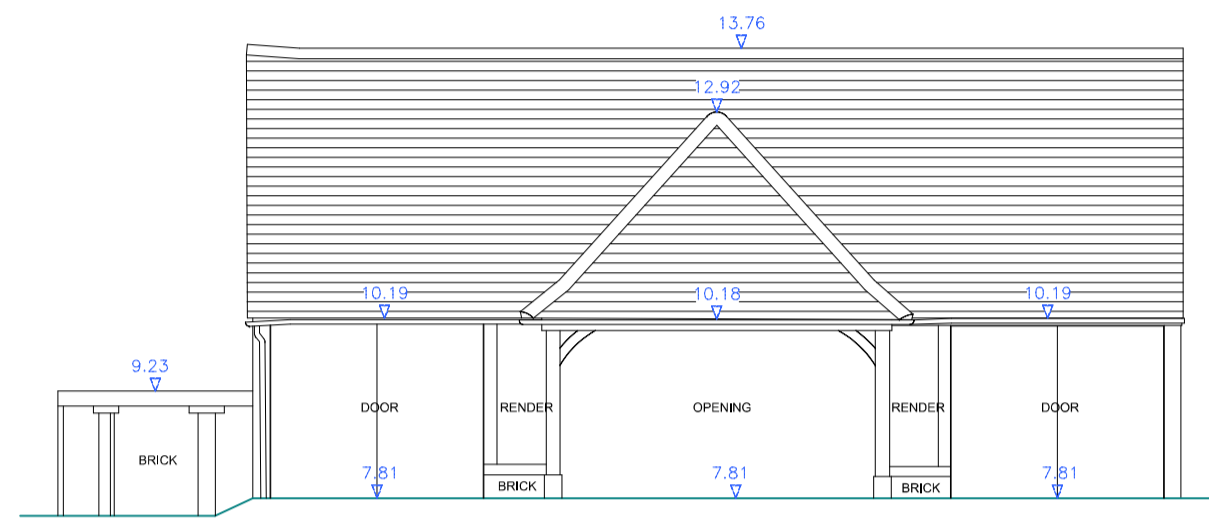 13.76
12.92
10.19
10.18
10.19
9.23
DOOR
RENDER
OPENING
RENDER
DOOR
BRICK
7.81
7.81
7.81
BRICK
BRICK